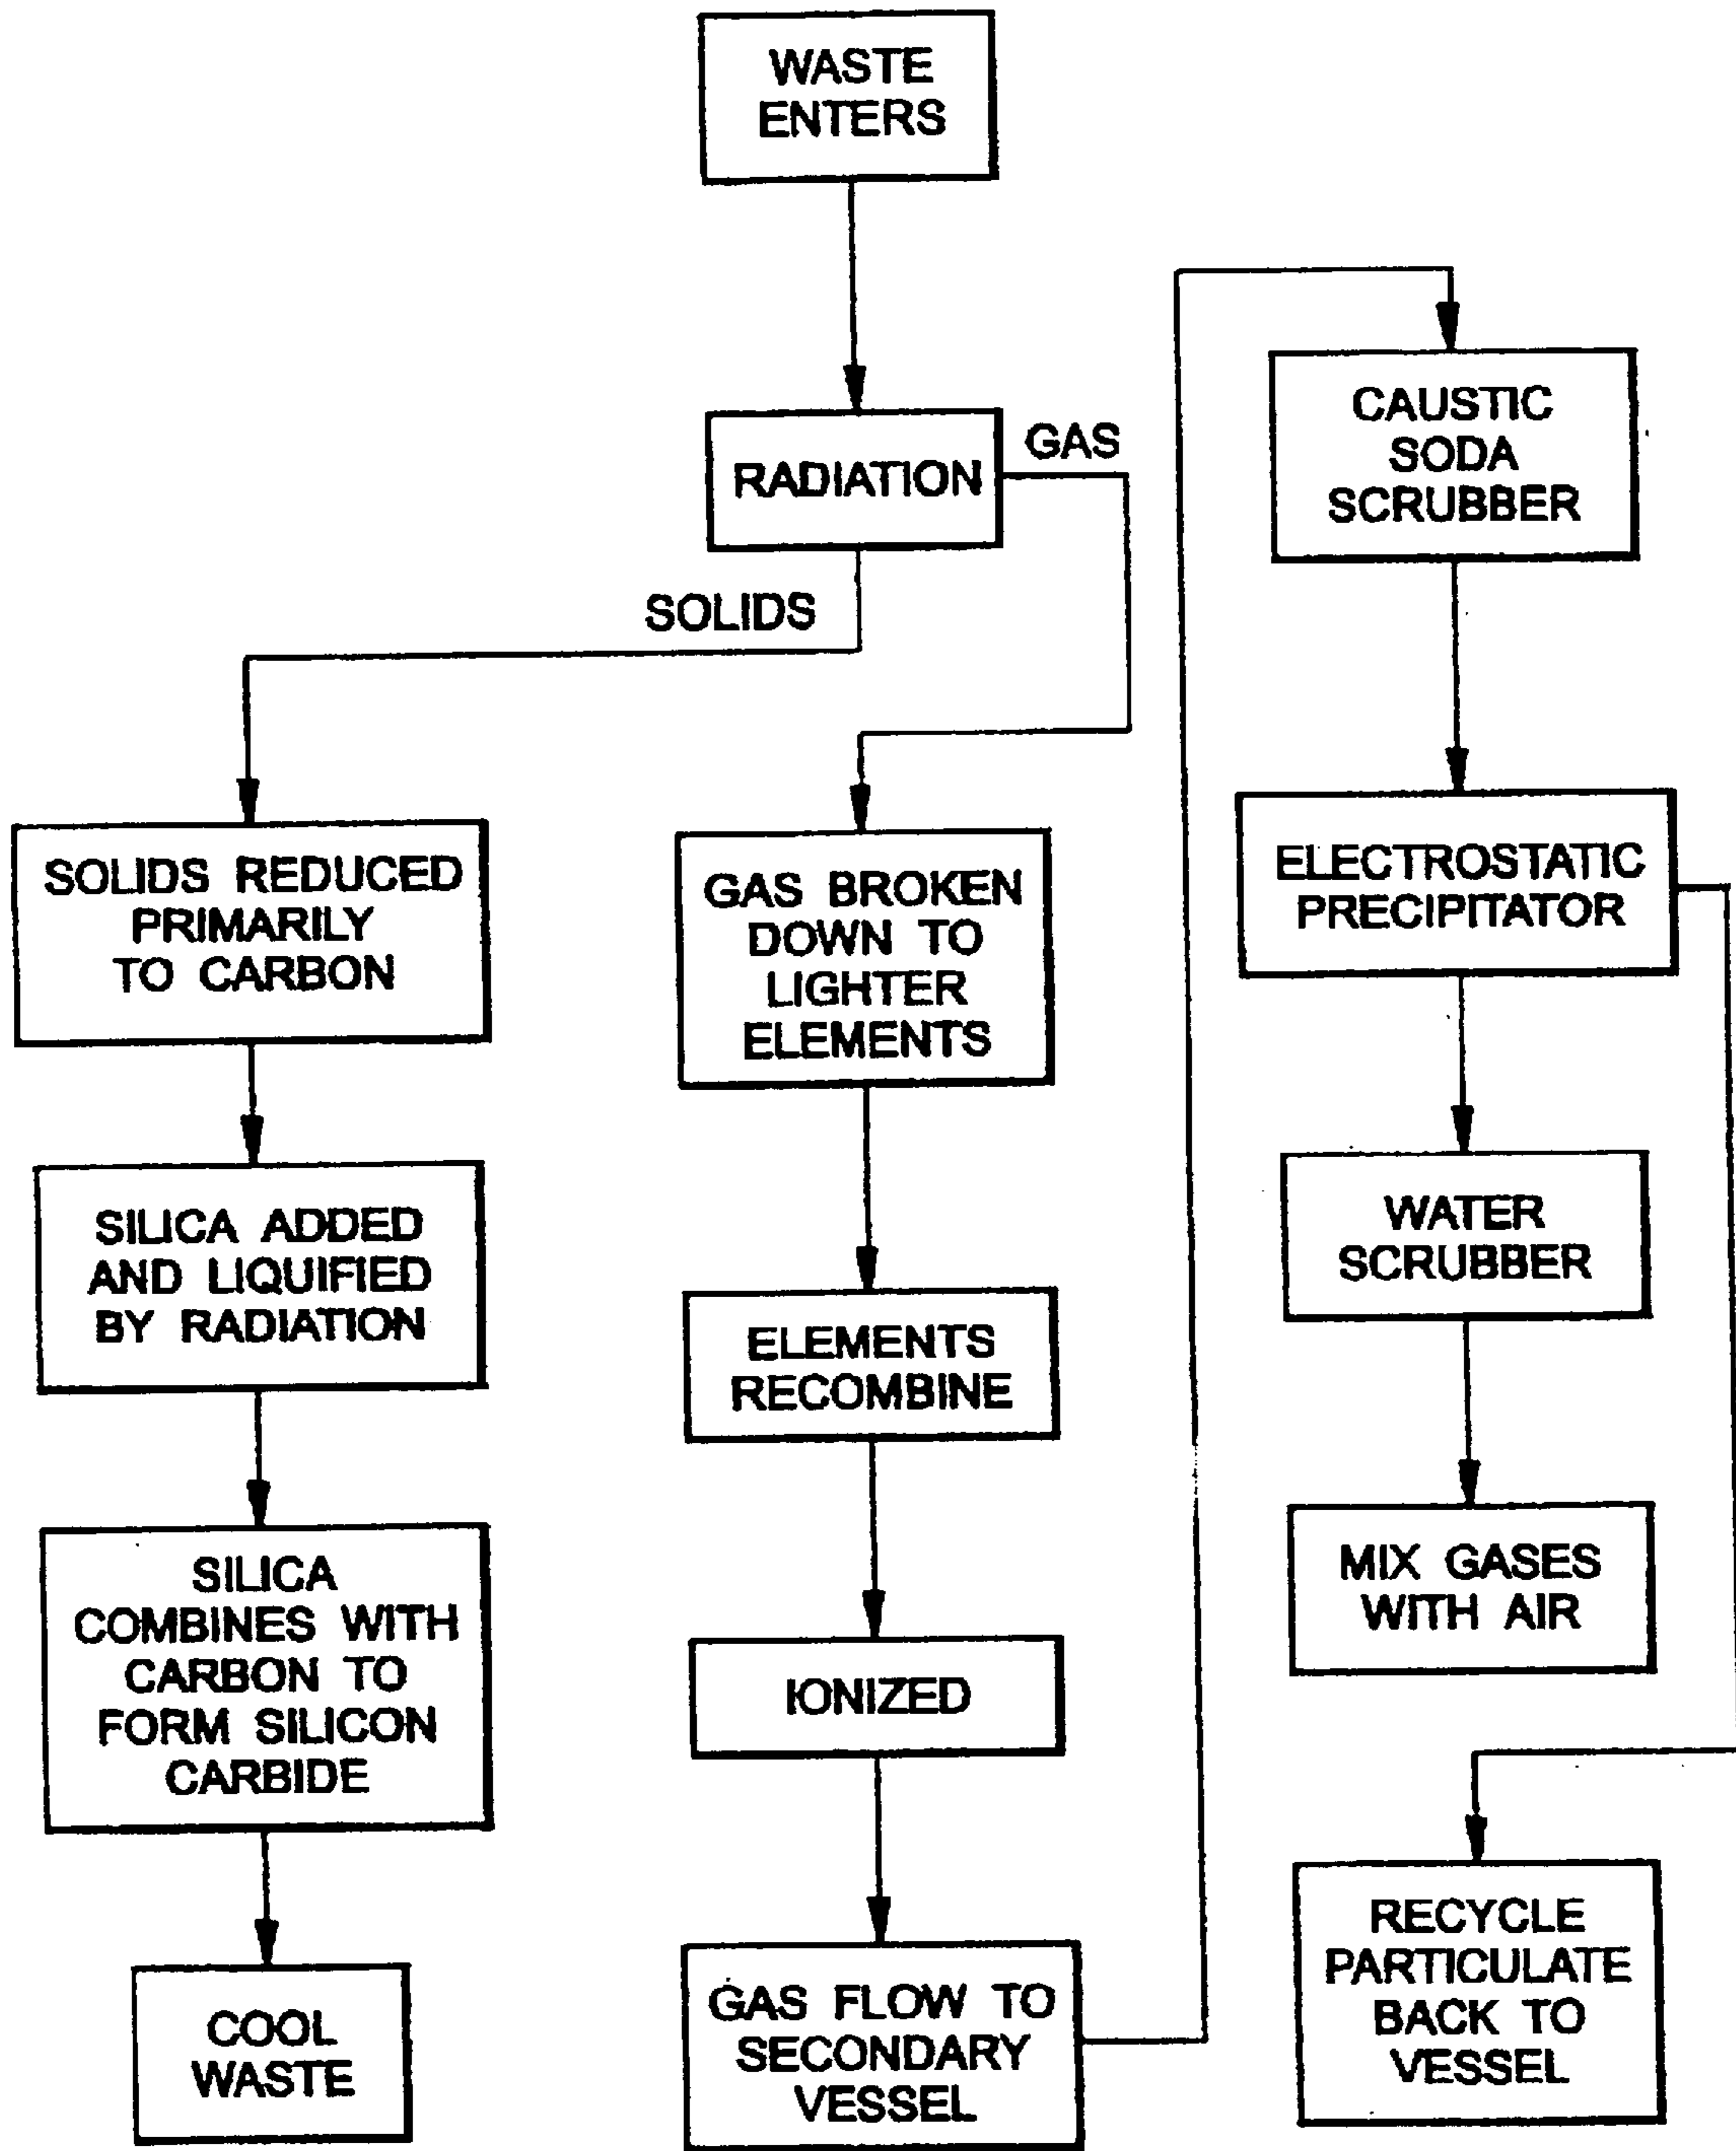 WASTE
ENTERS
RADIATION
GAS
SOLIDS
SOLIDS REDUCED
PRIMARILY
TO CARBON
SILICA ADDED
AND LIQUIFIED
BY RADIATION
SILICA
COMBINES WITH
CARBON TO
FORM SILICON
CARBIDE
COOL
WASTE
GAS BROKEN
DOWN TO
LIGHTER
ELEMENTS
ELEMENTS
RECOMBINE
IONIZED
GAS FLOW TO
SECONDARY
VESSEL
CAUSTIC
SODA
SCRUBBER
ELECTROSTATIC
PRECIPITATOR
WATER
SCRUBBER
MIX GASES
WITH AIR
RECYCLE
PARTICULATE
BACK TO
VESSEL